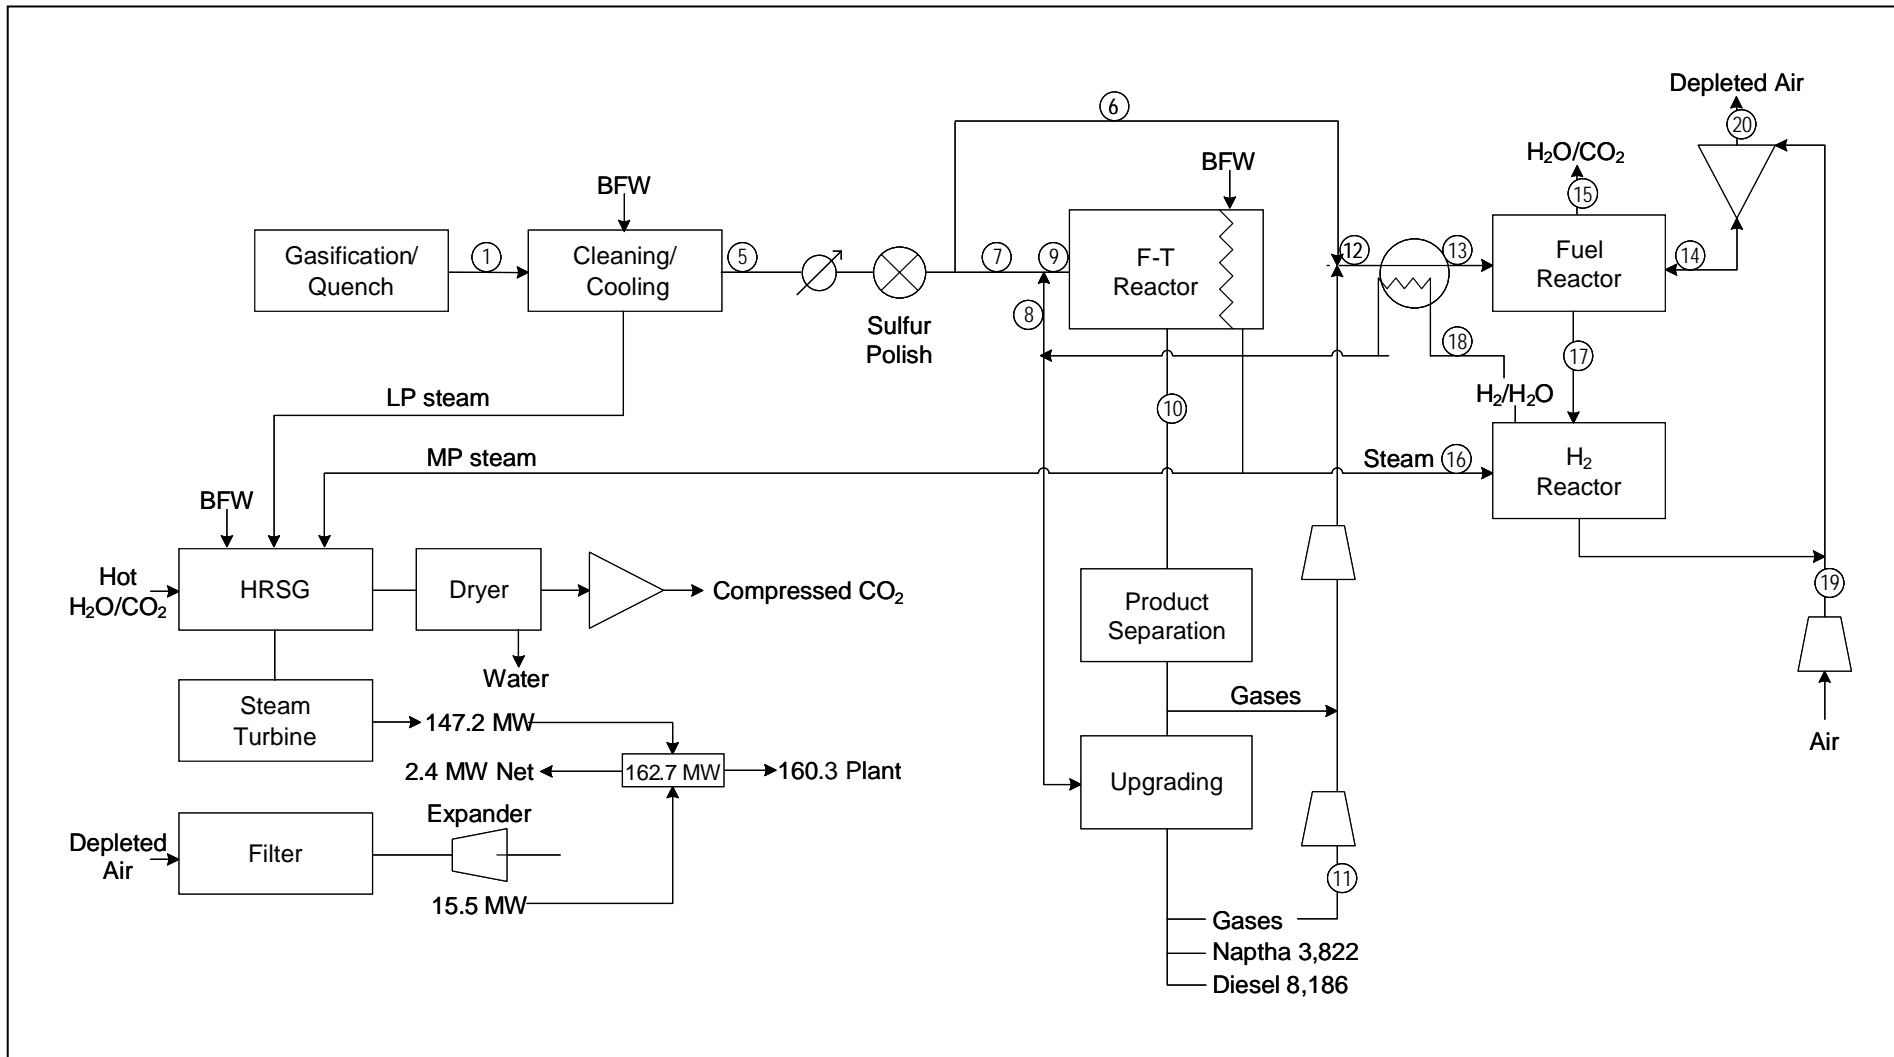 Depleted Air
20
6
H₂O/CO₂
BFW
15
BFW
Gasification/
Quench
1
Cleaning/
Cooling
5
7
9
F-T
Reactor
12
13
Fuel
Reactor
14
8
Sulfur
Polish
18
17
H₂/H₂O
LP steam
10
MP steam
Steam
16
H₂
Reactor
BFW
Hot
H₂O/CO₂
HRSG
Dryer
Compressed CO₂
Product
Separation
19
Water
Gases
Steam
Turbine
147.2 MW
Air
2.4 MW Net
162.7 MW
160.3 Plant
Upgrading
Expander
Depleted
Air
Filter
15.5 MW
11
Gases
Naptha 3,822
Diesel 8,186